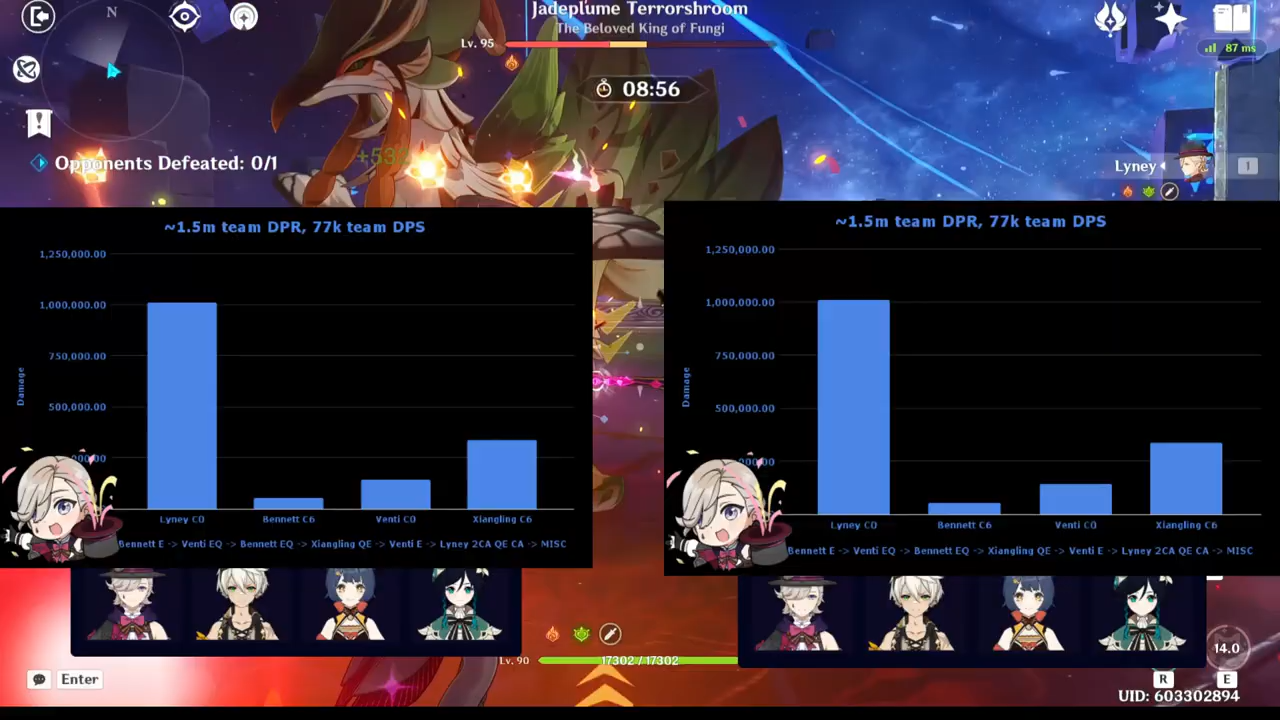 N
Jadeplume Terrorshroom
The Beloved King of Fungi
Lv. 95
87 ms
08:56
Opponents Defeated: 0/1
+532
Lyney
1
~1.5m team DPR, 77k team DPS
1,250,000.00
1,000,000.00
750,000.00
500,000.00
Damage
Lyney C0
Bennett C6
Venti C0
Xiangling C6
Bennett E -> Venti EQ -> Bennett EQ -> Xiangling QE -> Venti E -> Lyney 2CA QE CA -> MISC
~1.5m team DPR, 77k team DPS
1,250,000.00
1,000,000.00
750,000.00
500,000.00
Damage
Lyney C0
Bennett C6
Venti C0
Xiangling C6
Bennett E -> Venti EQ -> Bennett EQ -> Xiangling QE -> Venti E -> Lyney 2CA QE CA -> MISC
Lv. 90
17302 / 17302
14.0
Enter
R
E
UID: 603302894